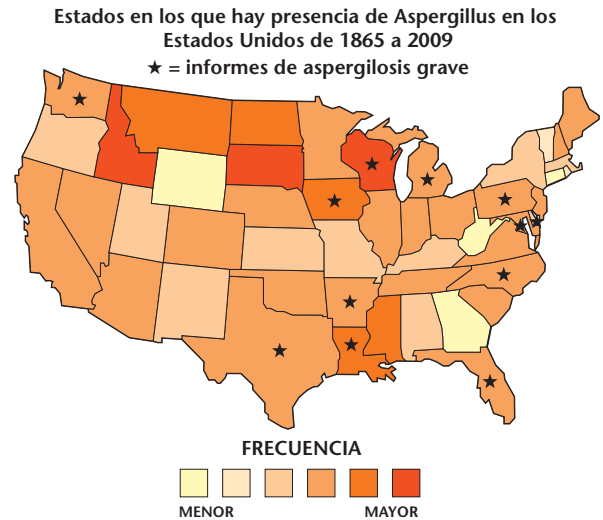 Estados en los que hay presencia de Aspergillus en los
Estados Unidos de 1865 a 2009
★ = informes de aspergilosis grave
FRECUENCIA
MENOR MAYOR